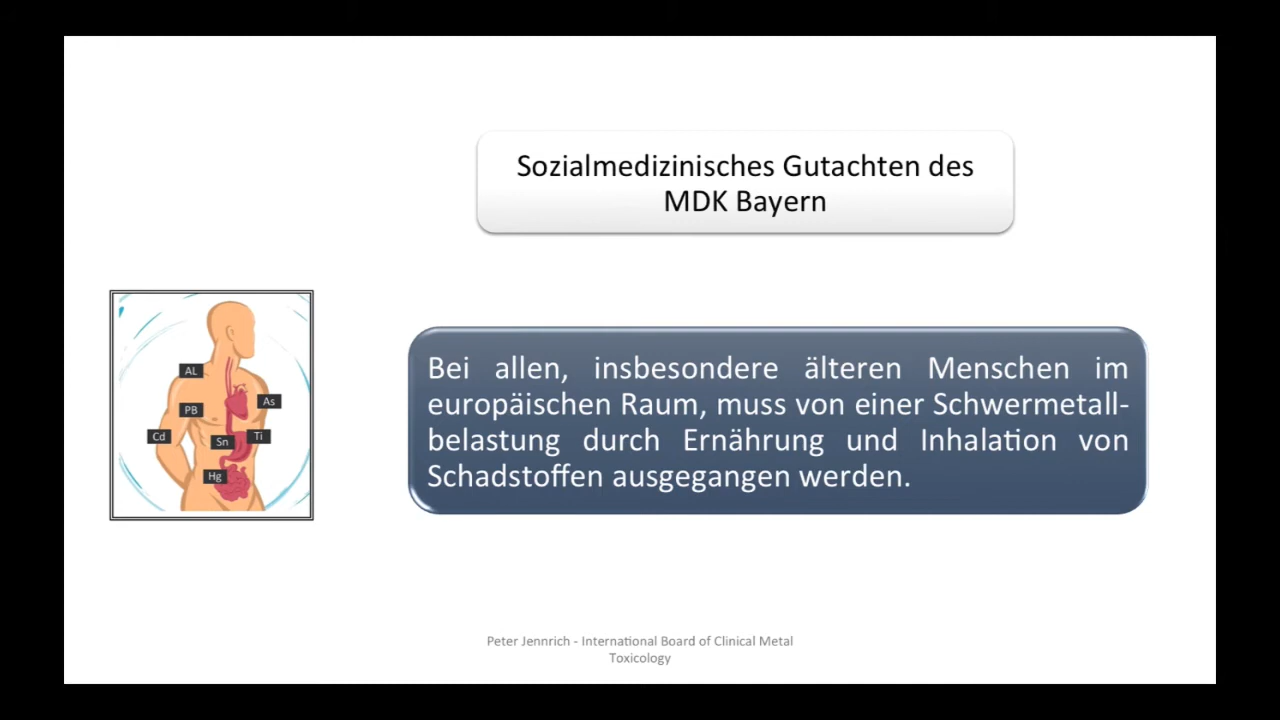 Sozialmedizinisches Gutachten des
MDK Bayern
AL
PB
As
Cd
Sn
Ti
Hg
Bei allen, insbesondere älteren Menschen im
europäischen Raum, muss von einer Schwermetall-
belastung durch Ernährung und Inhalation von
Schadstoffen ausgegangen werden.
Peter Jennrich - International Board of Clinical Metal
Toxicology